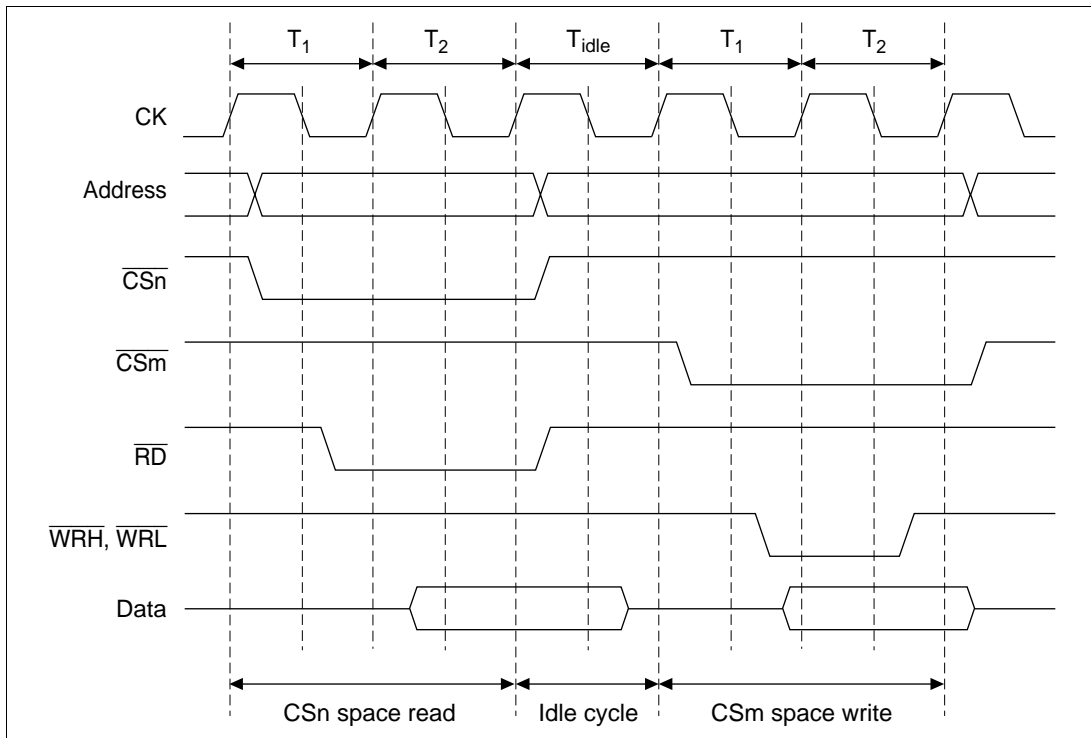 T1 T2 Tidle T1 T2
CK
Address
CSn
CSm
RD
WRH, WRL
Data
CSn space read Idle cycle CSm space write